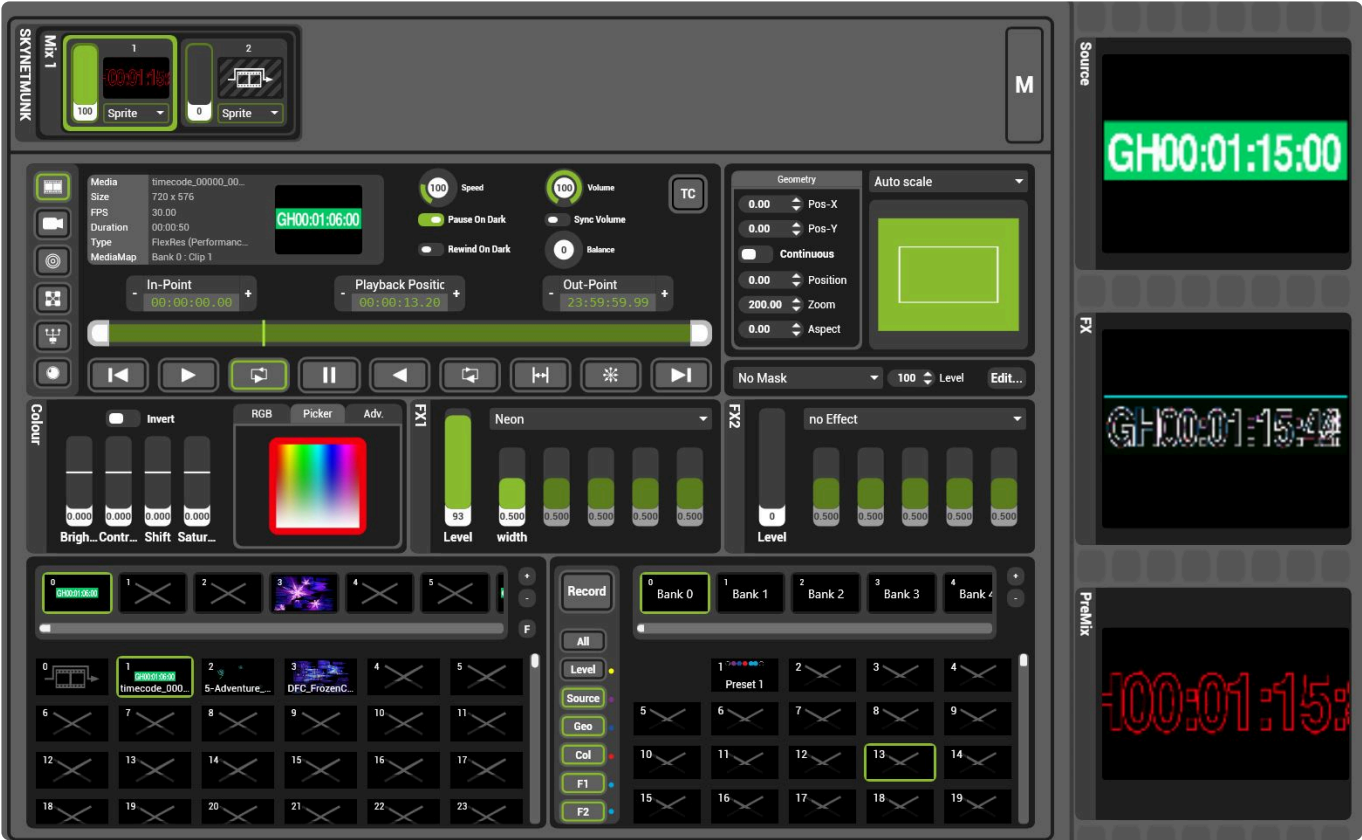 SKYNETMUNK
Mix 1
1
100
Sprite
2
0
Sprite
M
Media timecode_00000_00...
Size 720 x 576
FPS 30.00
Duration 00:00:50
Type FlexRes (Performanc...
MediaMap Bank 0 : Clip 1
GH00:01:06:00
100 Speed
Pause On Dark
Rewind On Dark
100 Volume
Sync Volume
0 Balance
TC
In-Point
- 00:00:00.00 +
Playback Positic
- 00:00:13.20 +
Out-Point
- 23:59:59.99 +
Geometry
0.00 Pos-X
0.00 Pos-Y
Continuous
0.00 Position
200.00 Zoom
0.00 Aspect
Auto scale
No Mask 100 Level Edit...
Colour
Invert
0.000 0.000 0.000 0.000
Brigh... Contr... Shift Satur...
RGB Picker Adv.
FX1
Neon
93 0.500 0.500 0.500 0.500 0.500
Level width
FX2
no Effect
0 0.500 0.500 0.500 0.500 0.500
Level
0 1 2 3 4 5
GH00:01:06:00
+
-
F
0 1 2 3 4 5
GH00:01:06:00
timecode_000... 5-Adventure_... DFC_FrozenC...
6 7 8 9 10 11
12 13 14 15 16 17
18 19 20 21 22 23
Record
All
Level
Source
Geo
Col
F1
F2
0 1 2 3 4
Bank 0 Bank 1 Bank 2 Bank 3 Bank 4
+
-
1 2 3 4
Preset 1
5 6 7 8 9
10 11 12 13 14
15 16 17 18 19
Source
GH00:01:15:00
FX
PreMix